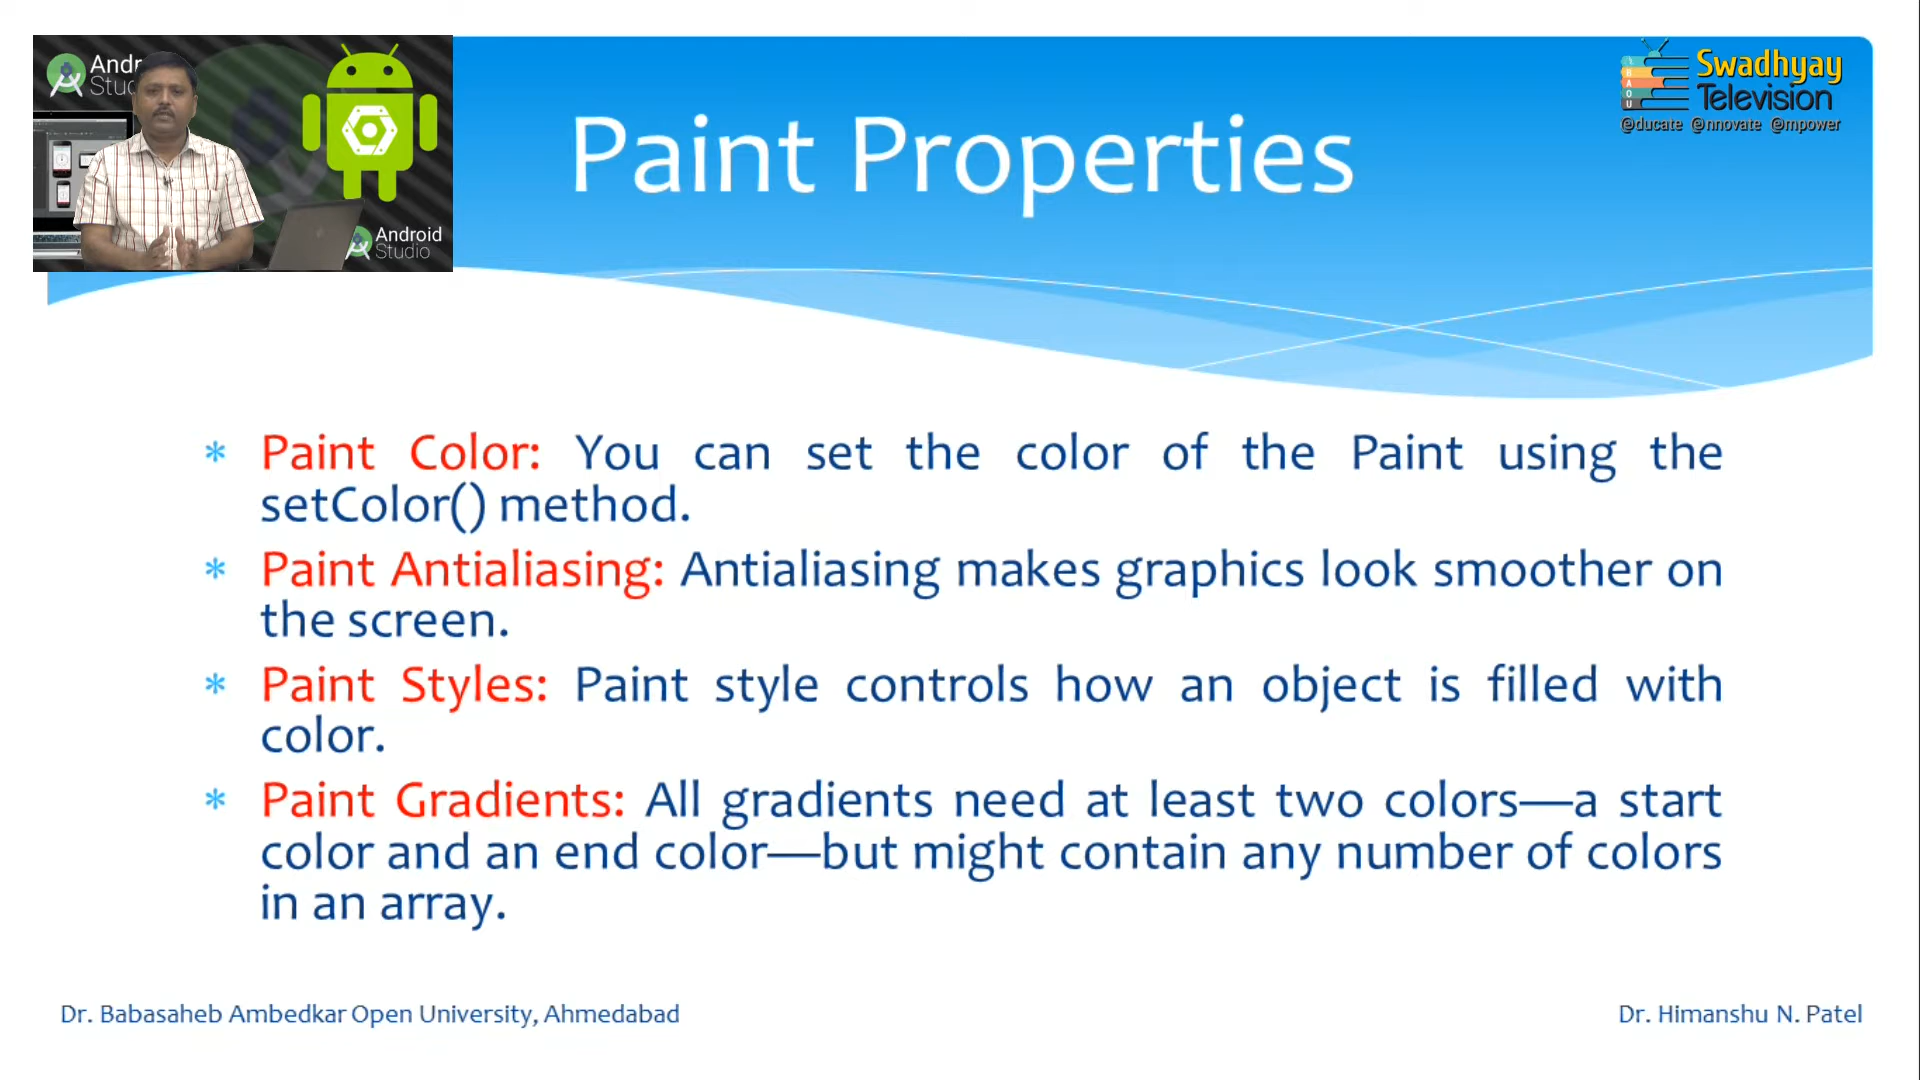 Andr
Stu
Android
Studio
Swadhyay
Television
@ducate @nnovate @mpower
Paint Properties
* Paint Color: You can set the color of the Paint using the
setColor() method.
* Paint Antialiasing: Antialiasing makes graphics look smoother on
the screen.
* Paint Styles: Paint style controls how an object is filled with
color.
* Paint Gradients: All gradients need at least two colors—a start
color and an end color—but might contain any number of colors
in an array.
Dr. Babasaheb Ambedkar Open University, Ahmedabad
Dr. Himanshu N. Patel